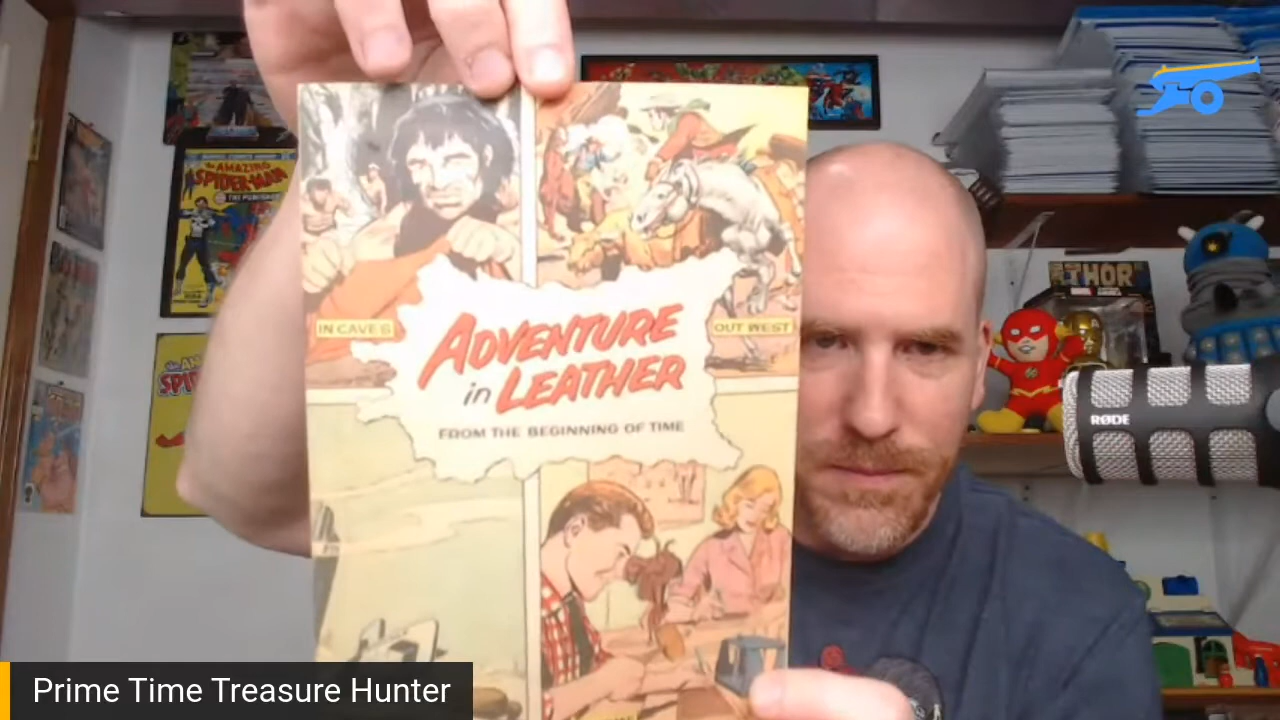 THE AMAZING
SPIDER-MAN
THE PUNISHER
IN CAVES
OUT WEST
ADVENTURE
in LEATHER
FROM THE BEGINNING OF TIME
THOR
RØDE
Prime Time Treasure Hunter